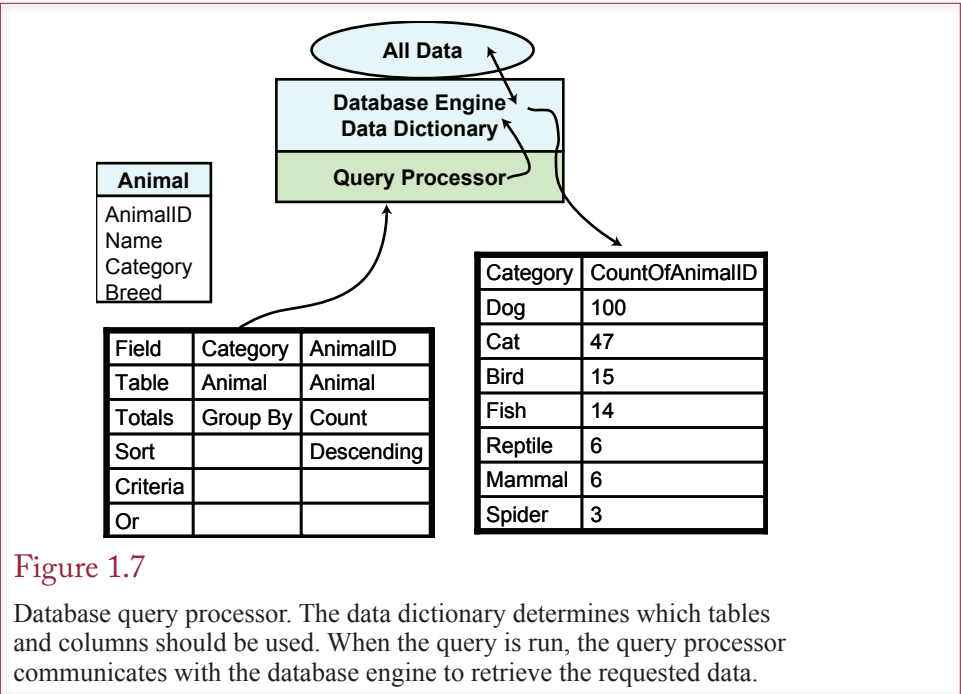 All Data
Database Engine
Data Dictionary
Query Processor
Animal
AnimalID
Name
Category
Breed
Field Category AnimalID
Table Animal Animal
Totals Group By Count
Sort Descending
Criteria
Or
Category CountOfAnimalID
Dog 100
Cat 47
Bird 15
Fish 14
Reptile 6
Mammal 6
Spider 3
Figure 1.7
Database query processor. The data dictionary determines which tables
and columns should be used. When the query is run, the query processor
communicates with the database engine to retrieve the requested data.